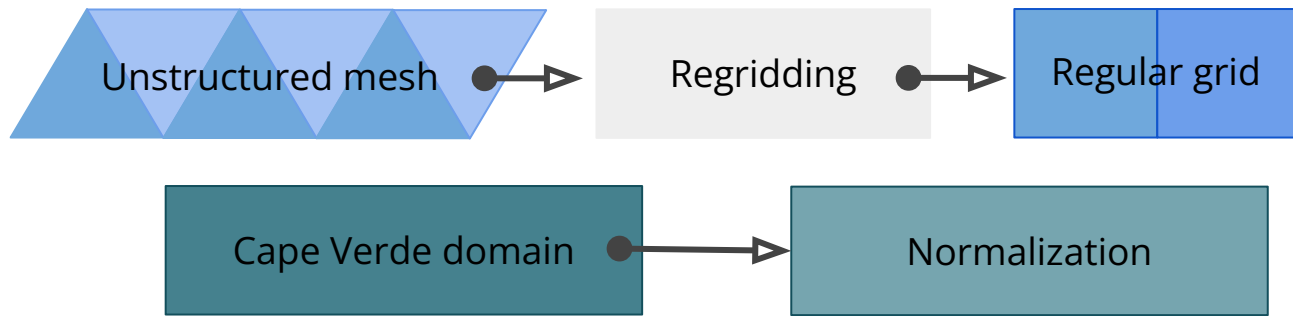 Unstructured mesh
Regridding
Regular grid
Cape Verde domain
Normalization